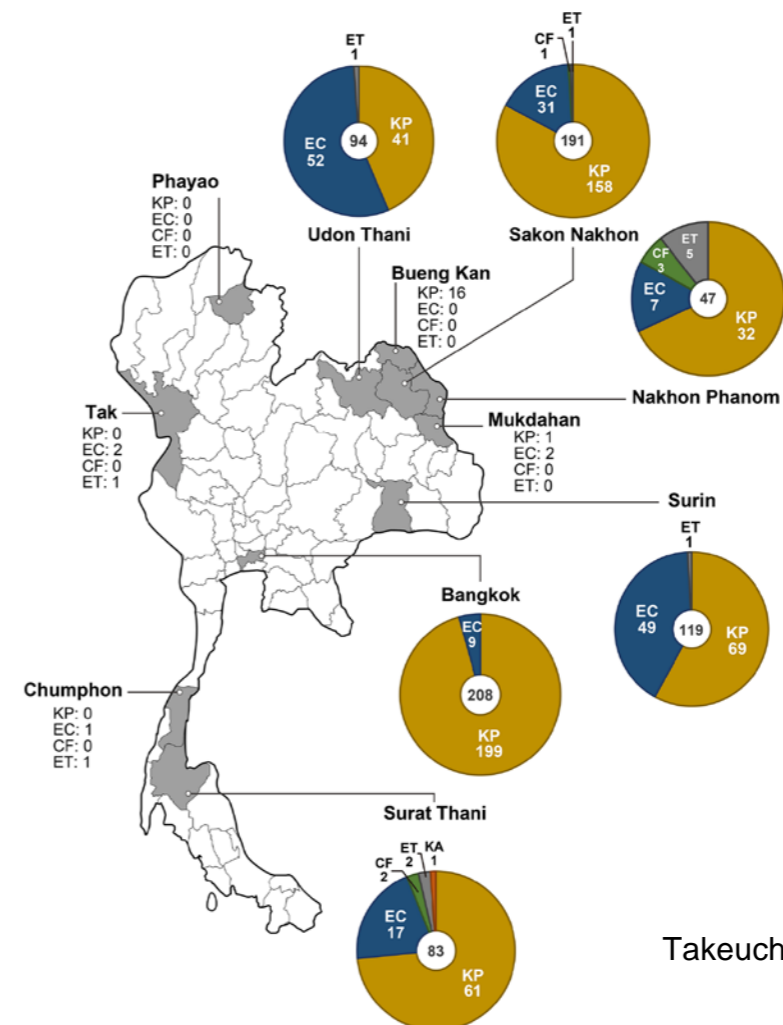 ET
1
EC
52
94
KP
41
Udon Thani
ET
1
CF
1
EC
31
191
KP
158
Sakon Nakhon
Phayao
KP: 0
EC: 0
CF: 0
ET: 0
Bueng Kan
KP: 16
EC: 0
CF: 0
ET: 0
ET
5
CF
3
EC
7
47
KP
32
Nakhon Phanom
Tak
KP: 0
EC: 2
CF: 0
ET: 1
Mukdahan
KP: 1
EC: 2
CF: 0
ET: 0
Surin
ET
1
EC
49
119
KP
69
Bangkok
EC
9
208
KP
199
Chumphon
KP: 0
EC: 1
CF: 0
ET: 1
Surat Thani
ET
2
KA
1
CF
2
EC
17
83
KP
61
Takeuch